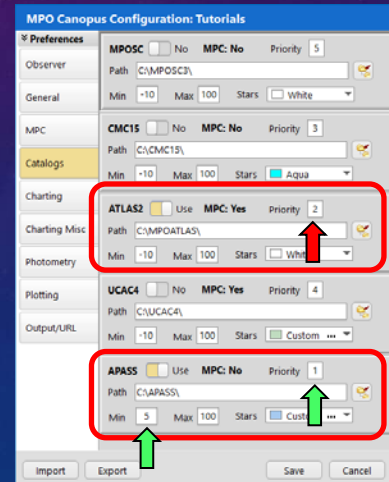 MPO Canopus Configuration: Tutorials
Preferences
Observer
General
MPC
Catalogs
Charting
Charting Misc
Photometry
Plotting
Output/URL
MPOSC No MPC: No Priority 5
Path C:\MPOSC3\
Min -10 Max 100 Stars White
CMC15 No MPC: No Priority 3
Path C:\CMC15\
Min -10 Max 100 Stars Aqua
ATLAS2 Use MPC: Yes Priority 2
Path C:\MPOATLAS\
Min -10 Max 100 Stars Whit
UCAC4 No MPC: Yes Priority 4
Path C:\UCAC4\
Min -10 Max 100 Stars Custom ...
APASS Use MPC: No Priority 1
Path C:\APASS\
Min 5 Max 100 Stars Cust ...
Import Export Save Cancel